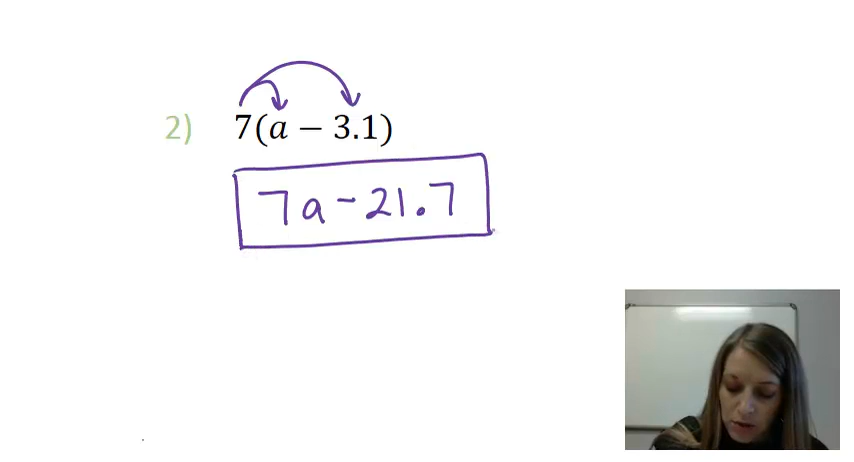 2) 7(a − 3.1)
7a - 21.7